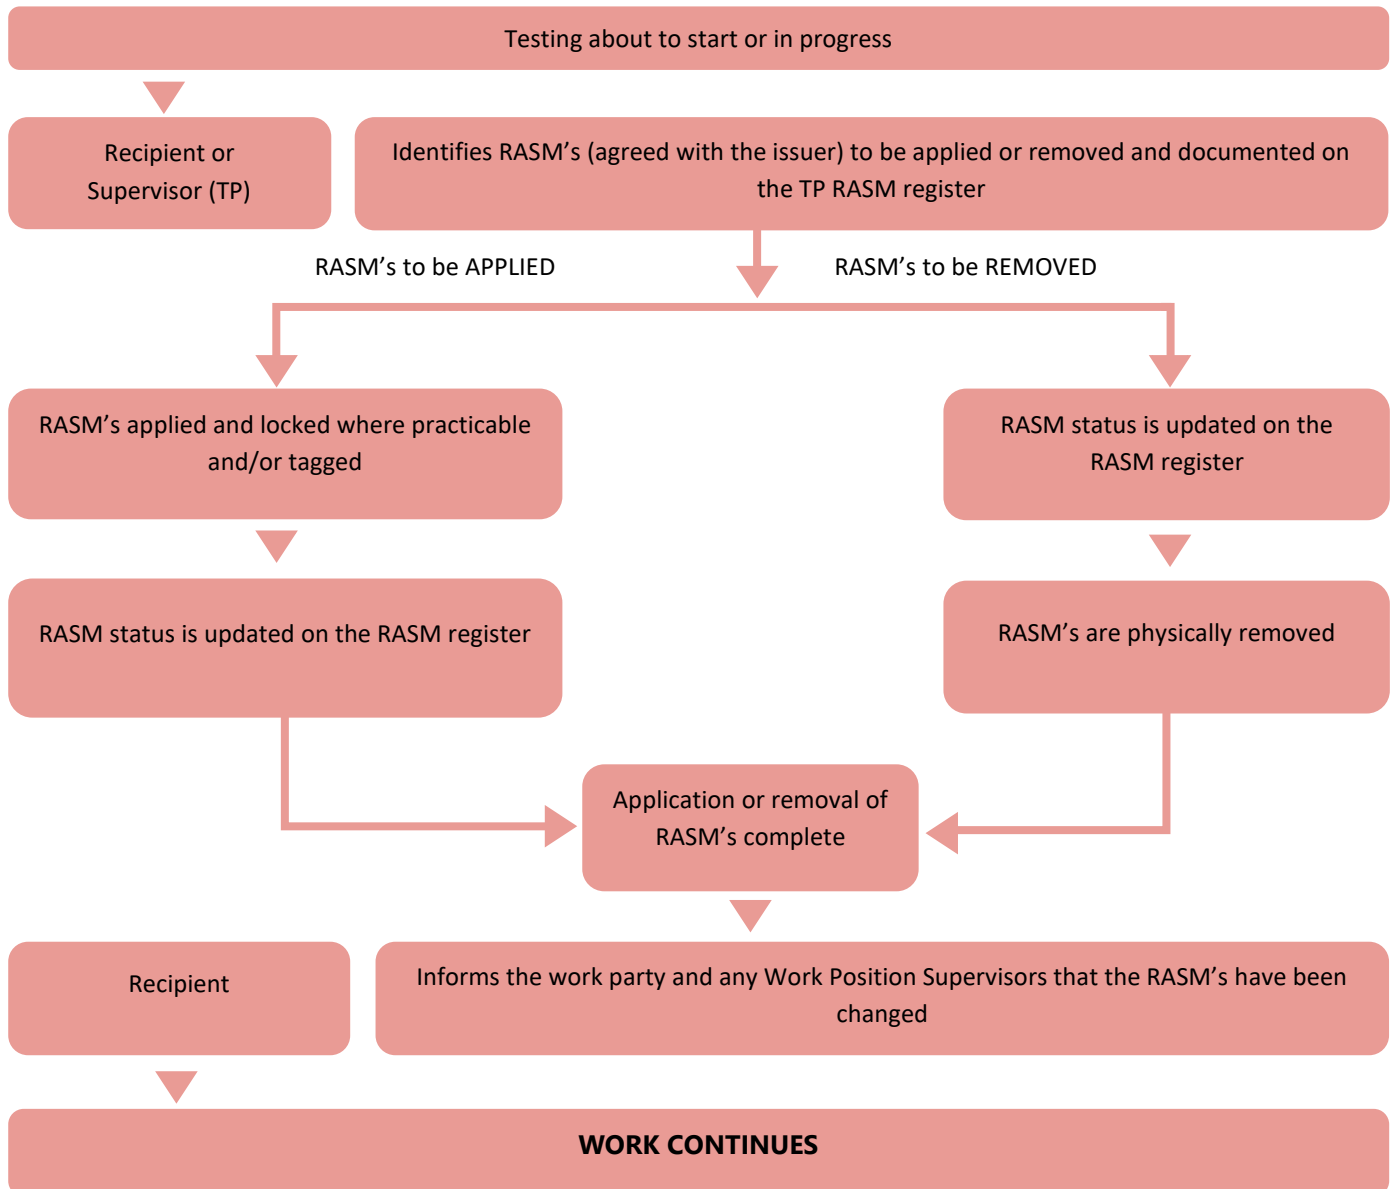 Testing about to start or in progress
Recipient or
Supervisor (TP)
Identifies RASM’s (agreed with the issuer) to be applied or removed and documented on
the TP RASM register
RASM’s to be APPLIED
RASM’s to be REMOVED
RASM’s applied and locked where practicable
and/or tagged
RASM status is updated on the
RASM register
RASM status is updated on the RASM register
RASM’s are physically removed
Application or removal of
RASM’s complete
Recipient
Informs the work party and any Work Position Supervisors that the RASM’s have been
changed
WORK CONTINUES